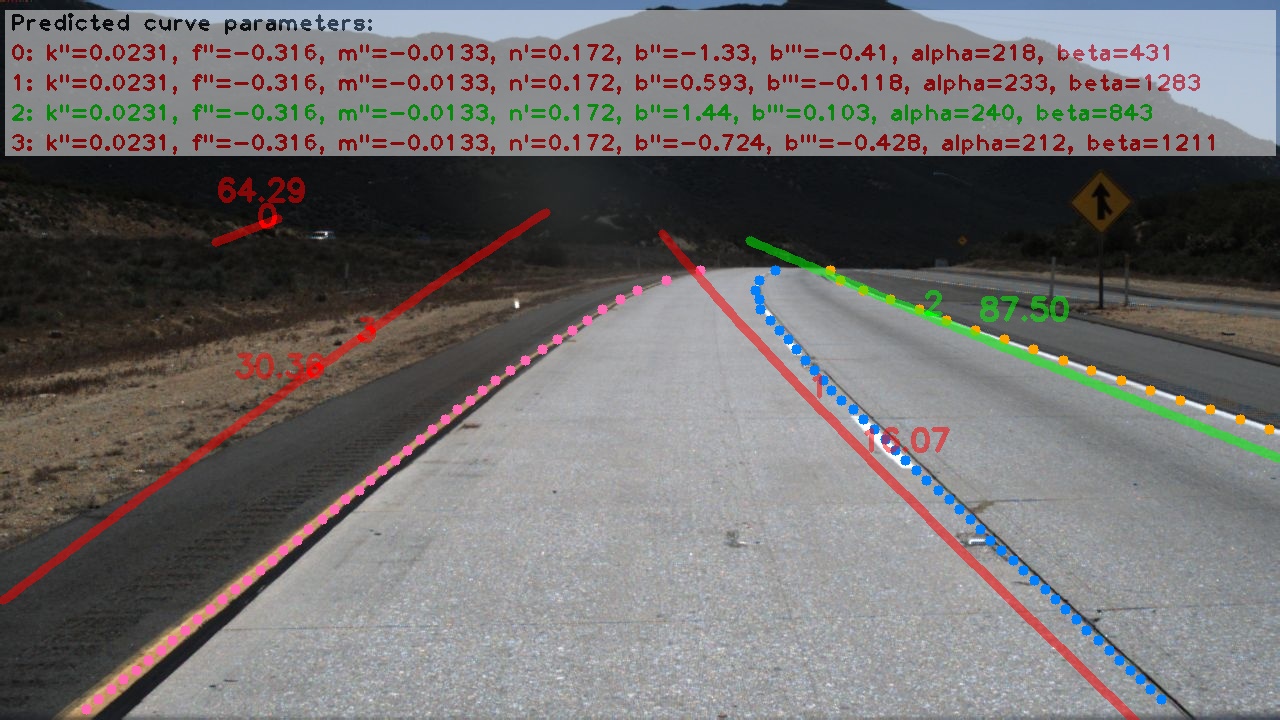 Predicted curve parameters:
0: k''=0.0231, f''=-0.316, m''=-0.0133, n'=0.172, b''=-1.33, b'''=-0.41, alpha=218, beta=431
1: k''=0.0231, f''=-0.316, m''=-0.0133, n'=0.172, b''=0.593, b'''=-0.118, alpha=233, beta=1283
2: k''=0.0231, f''=-0.316, m''=-0.0133, n'=0.172, b''=1.44, b'''=0.103, alpha=240, beta=843
3: k''=0.0231, f''=-0.316, m''=-0.0133, n'=0.172, b''=-0.724, b'''=-0.428, alpha=212, beta=1211
64.29
0
2 87.50
3
30.38
1
16.07